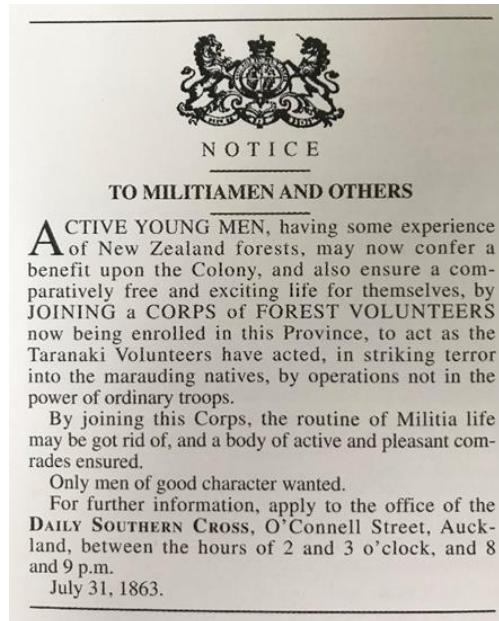 NOTICE
TO MILITIAMEN AND OTHERS
ACTIVE YOUNG MEN, having some experience
of New Zealand forests, may now confer a
benefit upon the Colony, and also ensure a com-
paratively free and exciting life for themselves, by
JOINING a CORPS of FOREST VOLUNTEERS
now being enrolled in this Province, to act as the
Taranaki Volunteers have acted, in striking terror
into the marauding natives, by operations not in the
power of ordinary troops.
By joining this Corps, the routine of Militia life
may be got rid of, and a body of active and pleasant com-
rades ensured.
Only men of good character wanted.
For further information, apply to the office of the
DAILY SOUTHERN CROSS, O'Connell Street, Auck-
land, between the hours of 2 and 3 o'clock, and 8
and 9 p.m.
July 31, 1863.